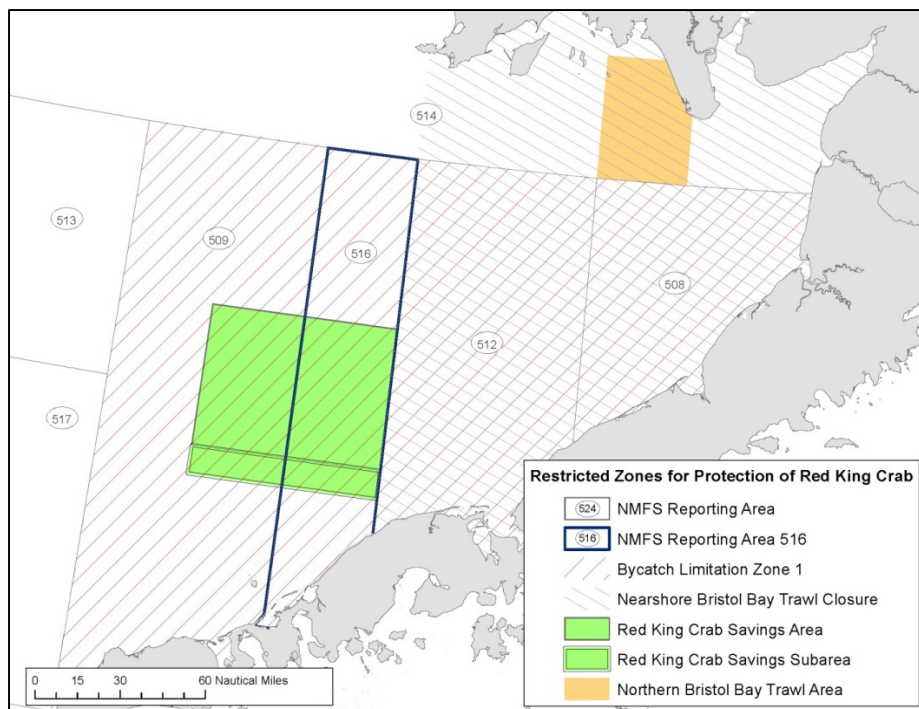 514
513
509
516
508
512
517
Restricted Zones for Protection of Red King Crab
524 NMFS Reporting Area
516 NMFS Reporting Area 516
Bycatch Limitation Zone 1
Nearshore Bristol Bay Trawl Closure
Red King Crab Savings Area
Red King Crab Savings Subarea
Northern Bristol Bay Trawl Area
0 15 30 60 Nautical Miles